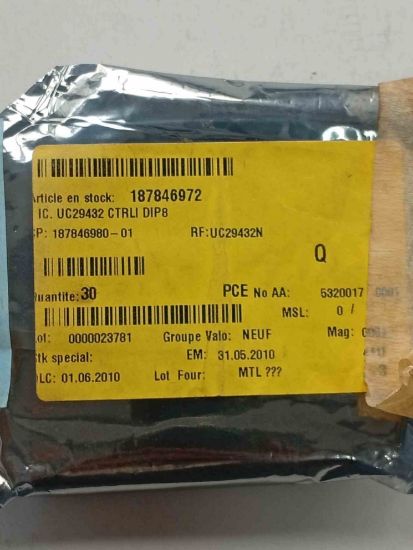 Article en stock: 187846972
IC. UC29432 CTRLI DIP8
CP: 187846980-01 RF:UC29432N
Q
Quantite: 30 PCE No AA: 5320017
MSL: 0 /
Lot: 0000023781 Groupe Valo: NEUF Mag:
Stk special: EM: 31.05.2010
DLC: 01.06.2010 Lot Four: MTL ???